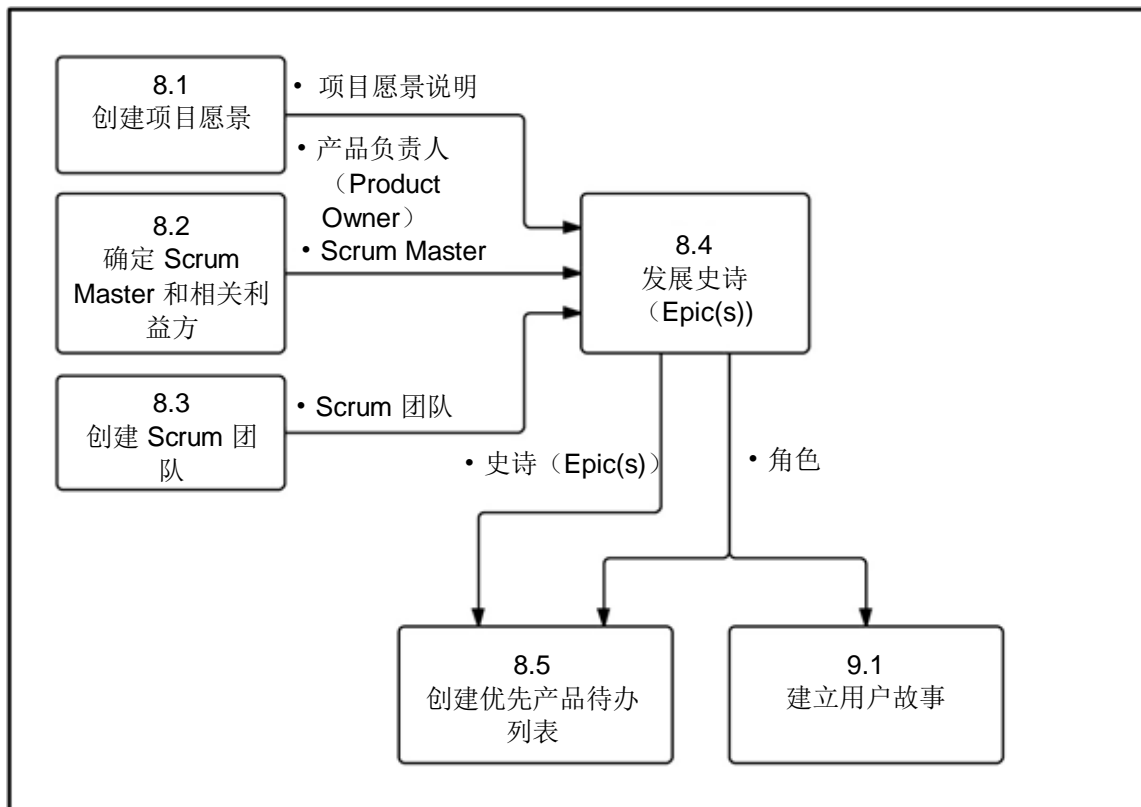 8.1
创建项目愿景
• 项目愿景说明
• 产品负责人
（Product
Owner）
8.2
确定 Scrum
Master 和相关利
益方
• Scrum Master
8.4
发展史诗
（Epic(s))
8.3
创建 Scrum 团
队
• Scrum 团队
• 史诗（Epic(s)）
• 角色
8.5
创建优先产品待办
列表
9.1
建立用户故事